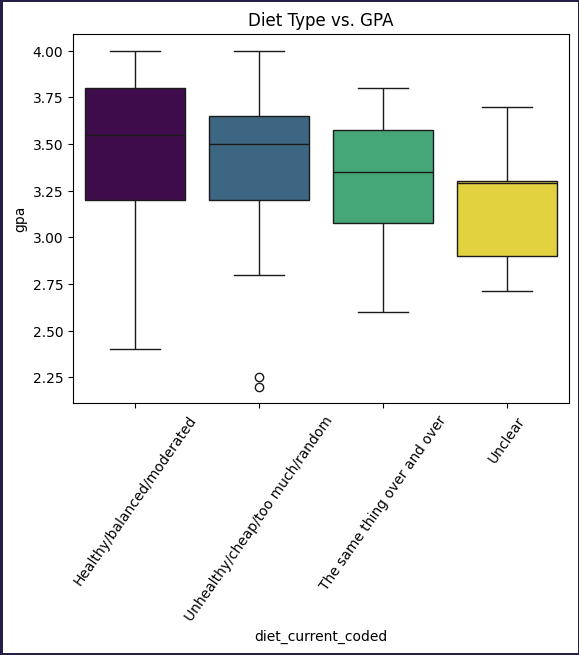 Diet Type vs. GPA
4.00
3.75
3.50
3.25
3.00
2.75
2.50
2.25
gpa
Healthy/balanced/moderated
Unhealthy/cheap/too much/random
The same thing over and over
Unclear
diet_current_coded